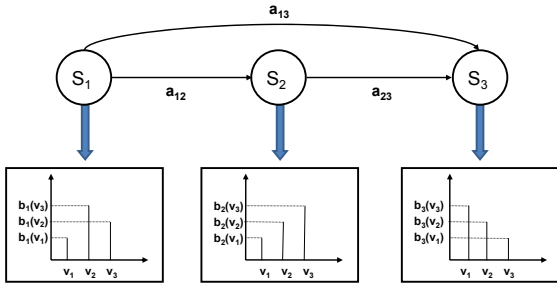 a13
S1
S2
S3
a12
a23
b1(v3)
b1(v2)
b1(v1)
v1 v2 v3
b2(v3)
b2(v2)
b2(v1)
v1 v2 v3
b3(v3)
b3(v2)
b3(v1)
v1 v2 v3